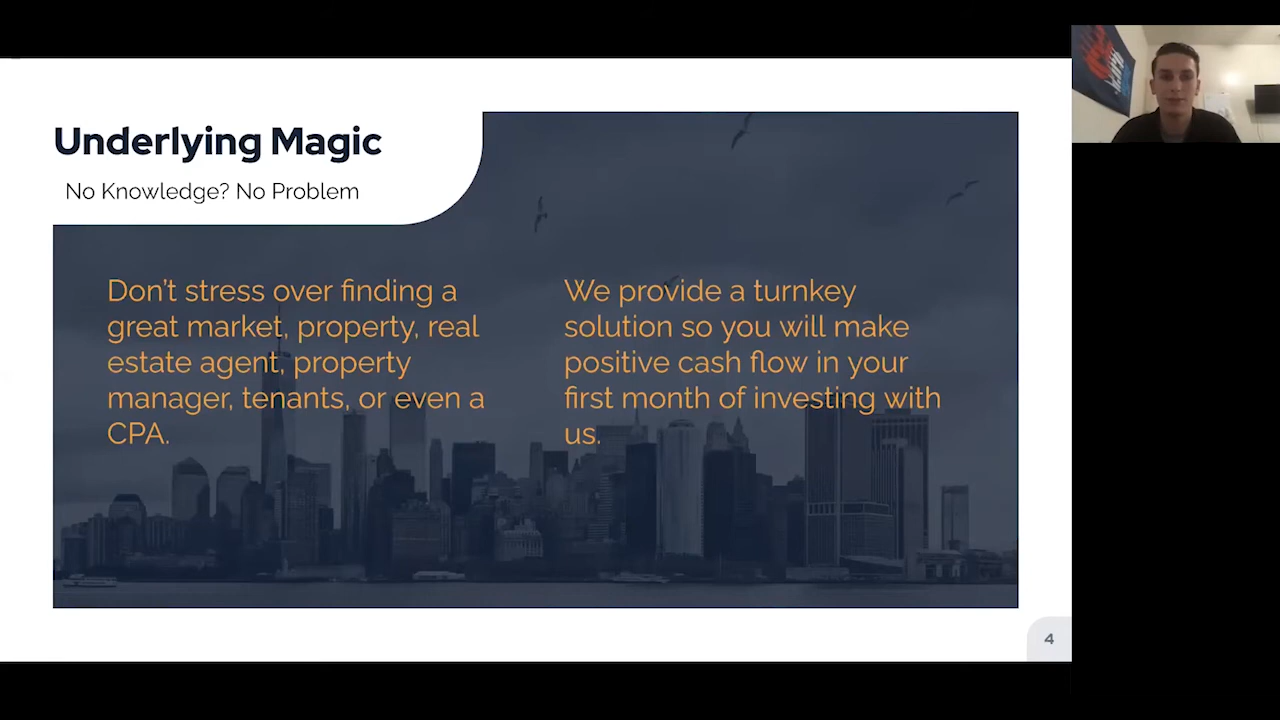 Underlying Magic
No Knowledge? No Problem
Don't stress over finding a
great market, property, real
estate agent, property
manager, tenants, or even a
CPA.
We provide a turnkey
solution so you will make
positive cash flow in your
first month of investing with
us.
4